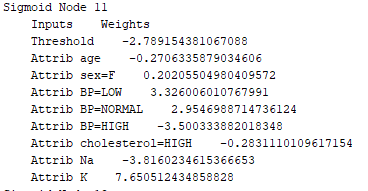 Sigmoid Node 11
Inputs Weights
Threshold -2.789154381067088
Attrib age -0.2706335879034606
Attrib sex=F 0.20205504980409572
Attrib BP=LOW 3.326006010767991
Attrib BP=NORMAL 2.9546988714736124
Attrib BP=HIGH -3.500333882018348
Attrib cholesterol=HIGH -0.2831110109617154
Attrib Na -3.8160234615366653
Attrib K 7.650512434858828